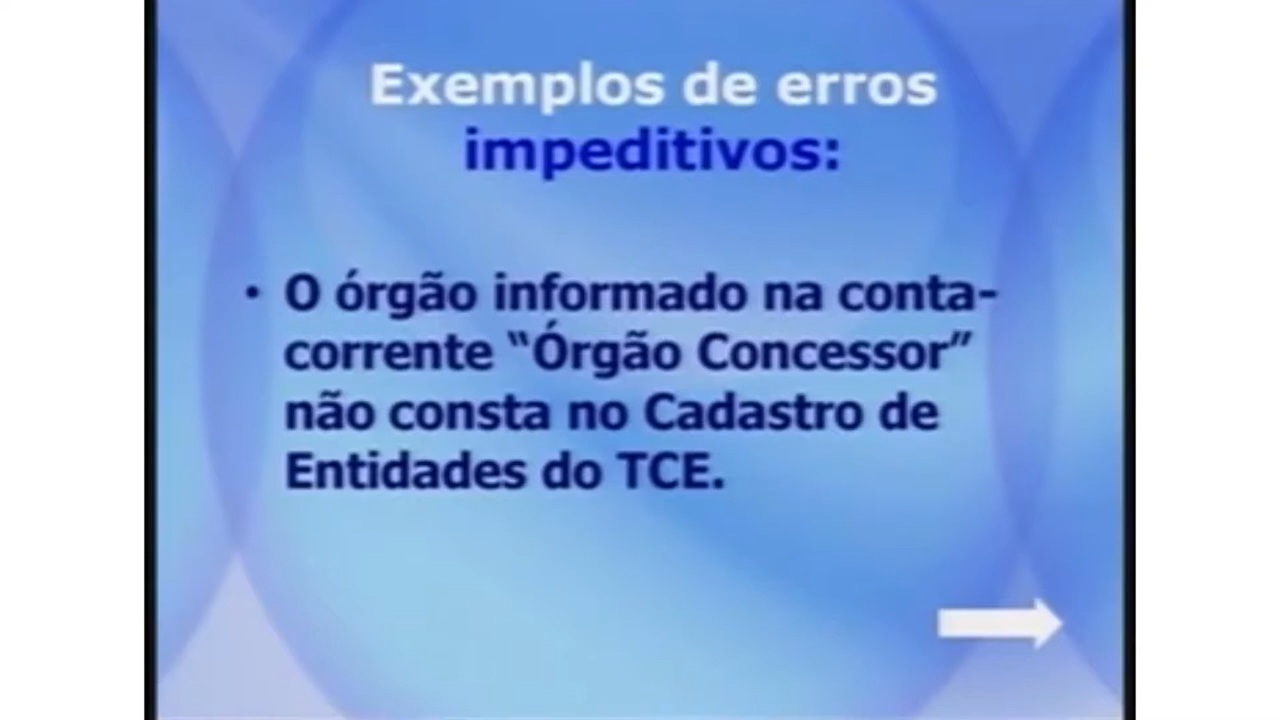 Exemplos de erros
impeditivos:
• O órgão informado na conta-
corrente “Órgão Concessor”
não consta no Cadastro de
Entidades do TCE.